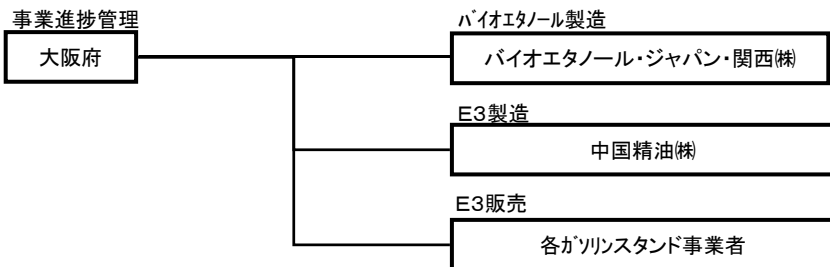 事業進捗管理
大阪府
ﾊﾞｲｵｴﾀﾉｰﾙ製造
バイオエタノール・ジャパン・関西㈱
E3製造
中国精油㈱
E3販売
各ｶﾞｿﾘﾝスタンド事業者